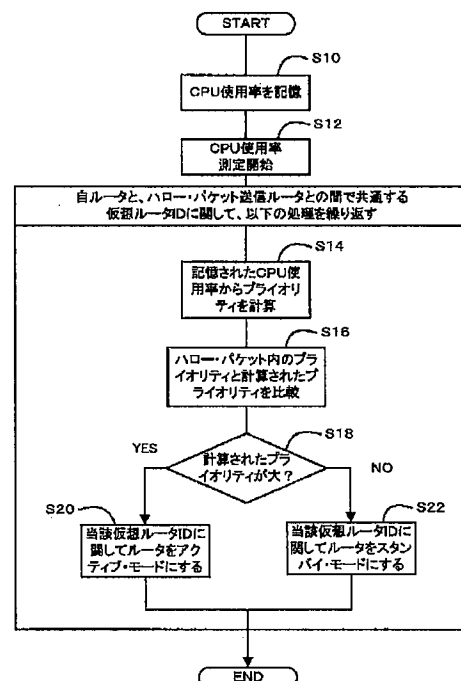 START
S10
CPU使用率を記憶
S12
CPU使用率
測定開始
自ルータと、ハロー・パケット送信ルータとの間で共通する
仮想ルータIDに関して、以下の処理を繰り返す
S14
記憶されたCPU使
用率からプライオリ
ティを計算
S16
ハロー・パケット内のプラ
イオリティと計算されたプ
ライオリティを比較
S18
YES
計算されたプラ
イオリティが大?
NO
S20
S22
当該仮想ルータIDに
関してルータをアク
ティブ・モードにする
当該仮想ルータIDに
関してルータをスタン
バイ・モードにする
END